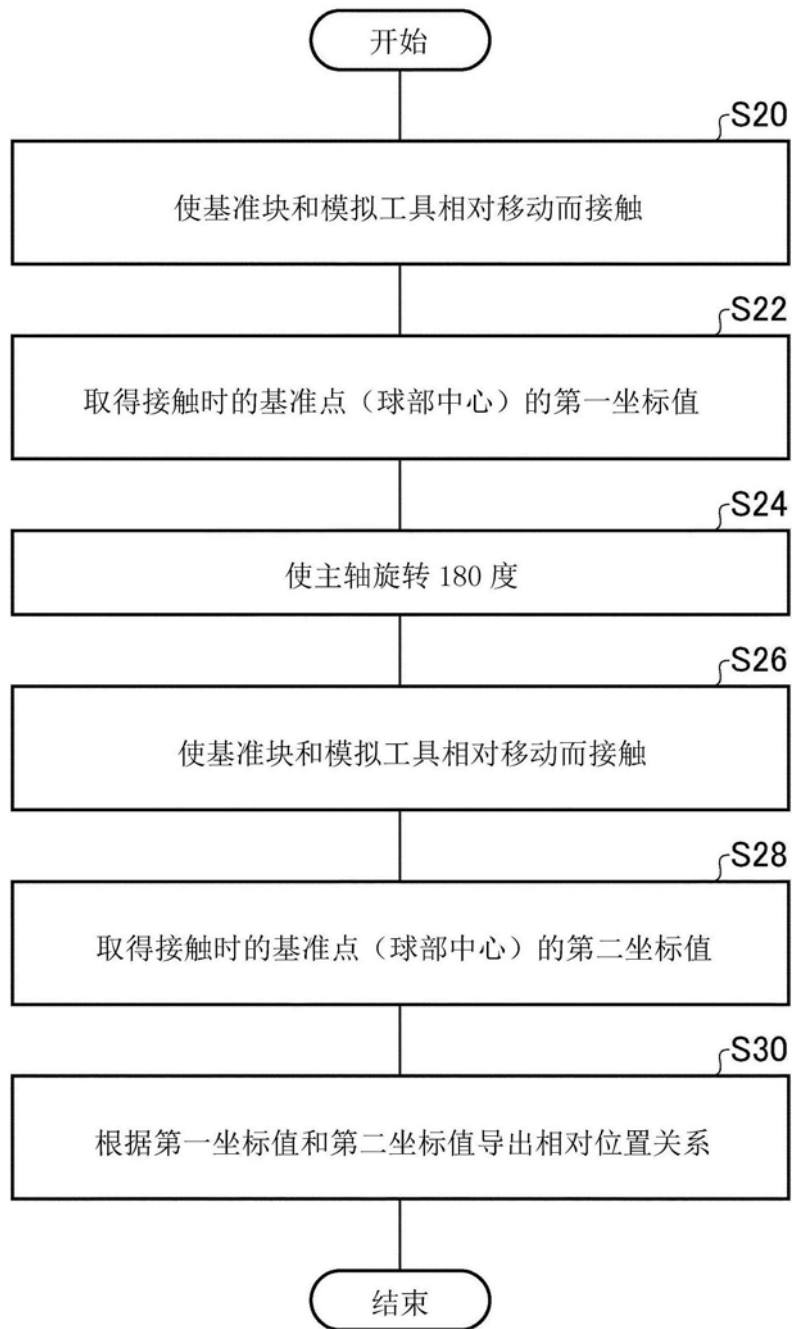 开始
S20
使基准块和模拟工具相对移动而接触
S22
取得接触时的基准点（球部中心）的第一坐标值
S24
使主轴旋转 180 度
S26
使基准块和模拟工具相对移动而接触
S28
取得接触时的基准点（球部中心）的第二坐标值
S30
根据第一坐标值和第二坐标值导出相对位置关系
结束